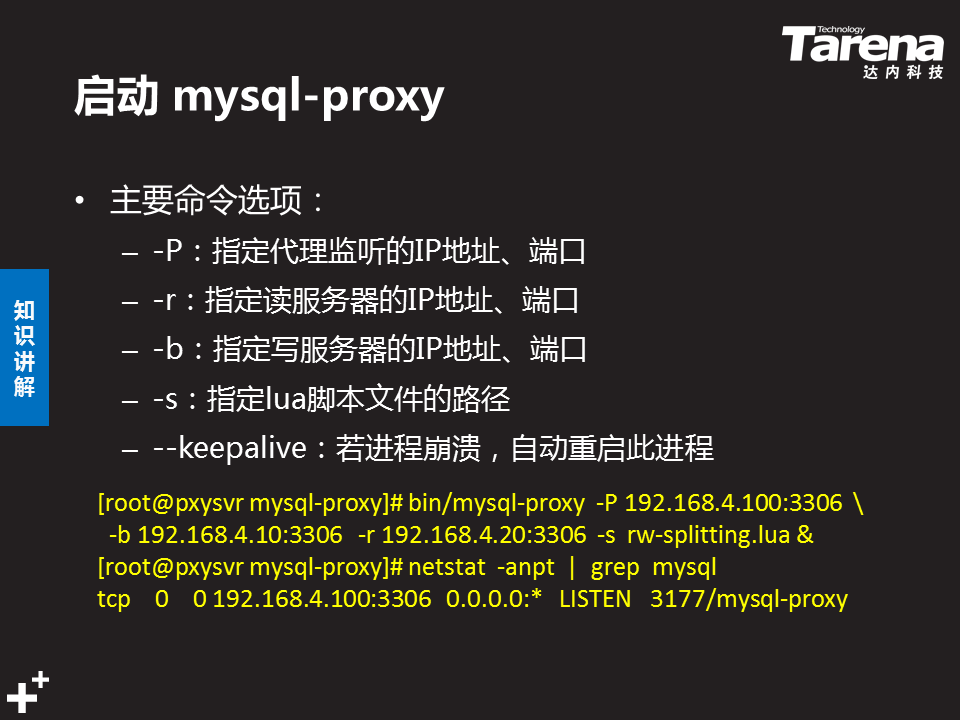 Technology
Tarena
达内科技
启动 mysql-proxy
• 主要命令选项：
– -P：指定代理监听的IP地址、端口
– -r：指定读服务器的IP地址、端口
– -b：指定写服务器的IP地址、端口
– -s：指定lua脚本文件的路径
– --keepalive：若进程崩溃，自动重启此进程
知识讲解
[root@pxysvr mysql-proxy]# bin/mysql-proxy -P 192.168.4.100:3306 \
-b 192.168.4.10:3306 -r 192.168.4.20:3306 -s rw-splitting.lua &
[root@pxysvr mysql-proxy]# netstat -anpt | grep mysql
tcp 0 0 192.168.4.100:3306 0.0.0.0:* LISTEN 3177/mysql-proxy